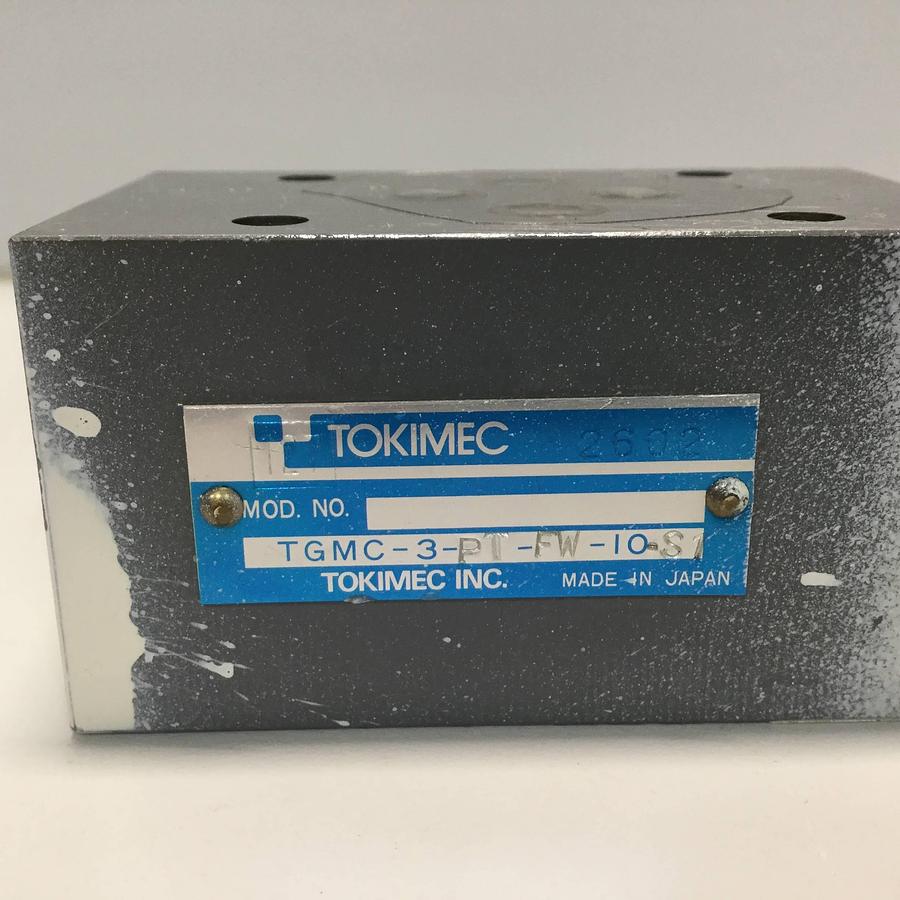 TOKIMEC 2602
MOD. NO.
TGMC-3-PT-FW-10-S1
TOKIMEC INC. MADE IN JAPAN